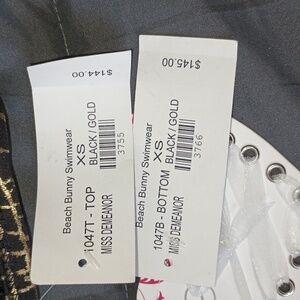 $144.00
Beach Bunny Swimwear
XS
BLACK / GOLD
3755
1047T - TOP
MISS DEMEANOR
$145.00
Beach Bunny Swimwear
XS
BLACK / GOLD
3766
1047B - BOTTOM
MISS DEMEANOR